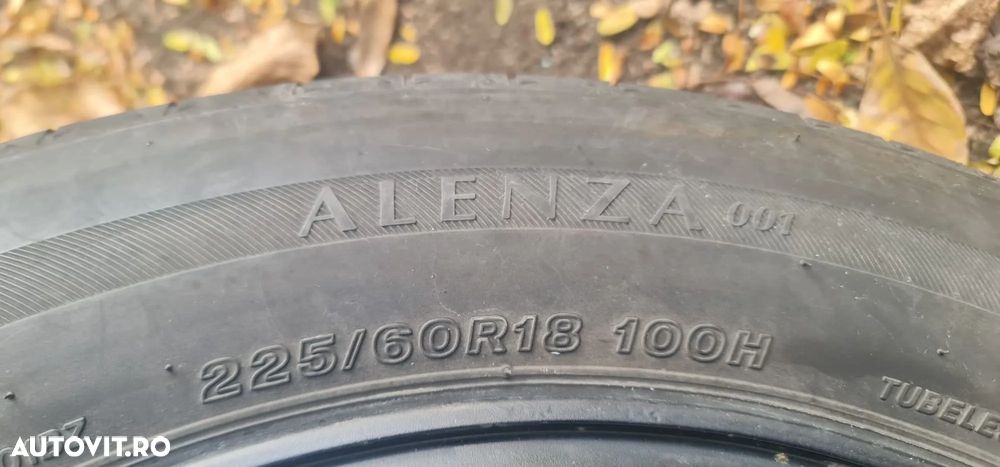 ALENZA 001
225/60R18 100H
TUBELE
AUTOVIT.RO